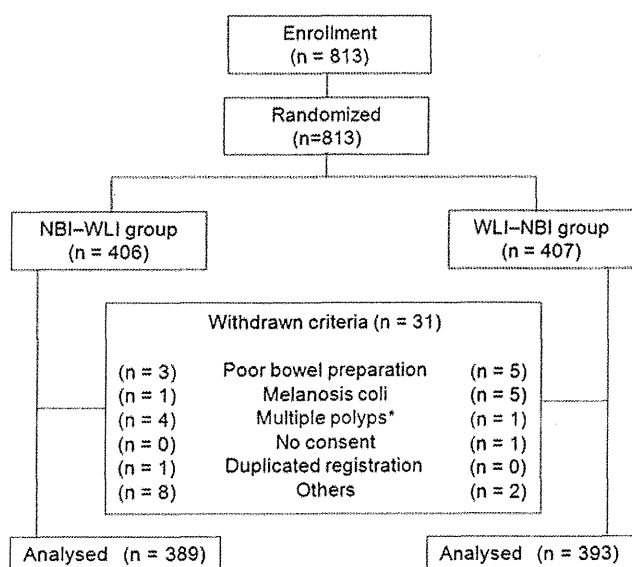 Enrollment
(n = 813)
Randomized
(n=813)
NBI–WLI group
(n = 406)
WLI–NBI group
(n = 407)
Withdrawn criteria (n = 31)
(n = 3) Poor bowel preparation (n = 5)
(n = 1) Melanosis coli (n = 5)
(n = 4) Multiple polyps* (n = 1)
(n = 0) No consent (n = 1)
(n = 1) Duplicated registration (n = 0)
(n = 8) Others (n = 2)
Analysed (n = 389)
Analysed (n = 393)